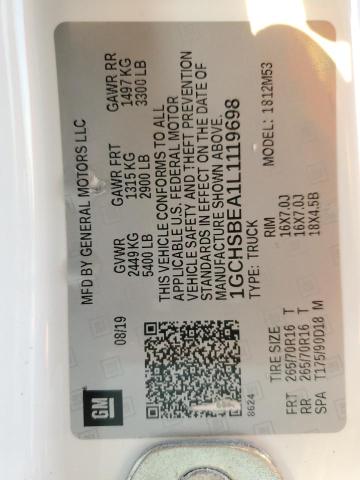 MFD BY GENERAL MOTORS LLC
08/19 GVWR GAWR FRT GAWR RR
2449 KG 1315 KG 1497 KG
5400 LB 2900 LB 3300 LB
THIS VEHICLE CONFORMS TO ALL
APPLICABLE U.S. FEDERAL MOTOR
VEHICLE SAFETY AND THEFT PREVENTION
STANDARDS IN EFFECT ON THE DATE OF
MANUFACTURE SHOWN ABOVE.
1GCHSBEA1L1119698
TYPE: TRUCK MODEL: 1812M53
GM
8624
TIRE SIZE RIM
FRT 265/70R16 T 16X7.0J
RR 265/70R16 T 16X7.0J
SPA T175/90D18 M 18X4.5B